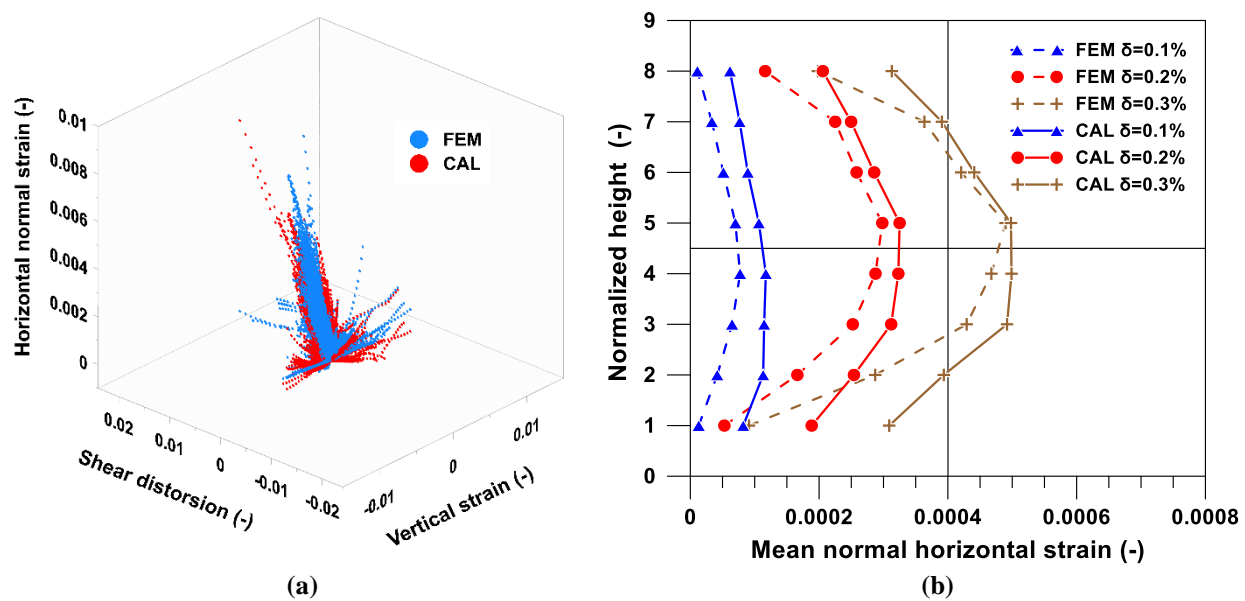 Horizontal normal strain (-)
0.01
0.008
0.006
0.004
0.002
0
FEM
CAL
0.02
0.01
0
-0.01
-0.02
Shear distorsion (-)
-0.01
0
0.01
Vertical strain (-)
(a)
Normalized height (-)
9
8
7
6
5
4
3
2
1
0
FEM δ=0.1%
FEM δ=0.2%
FEM δ=0.3%
CAL δ=0.1%
CAL δ=0.2%
CAL δ=0.3%
0
0.0002
0.0004
0.0006
0.0008
Mean normal horizontal strain (-)
(b)